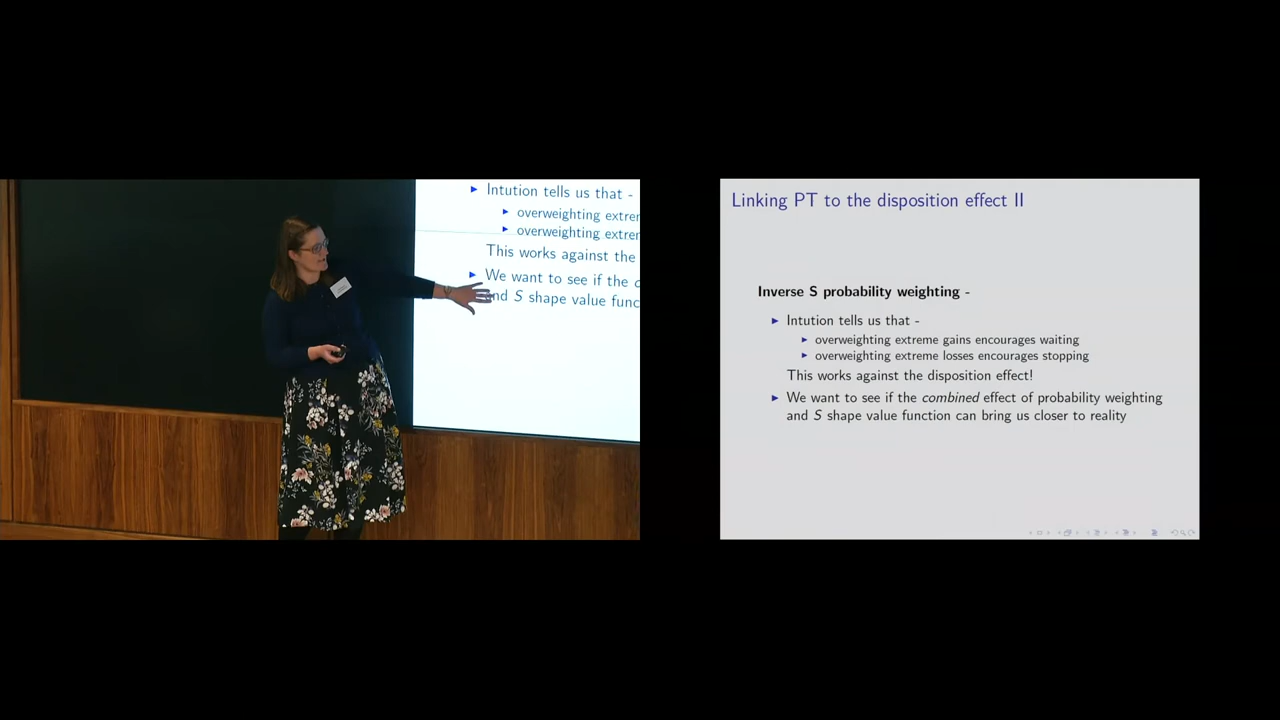 Intution tells us that -
overweighting extrem
overweighting extrem
This works against the
We want to see if the c
and S shape value func
Linking PT to the disposition effect II
Inverse S probability weighting -
Intution tells us that -
overweighting extreme gains encourages waiting
overweighting extreme losses encourages stopping
This works against the disposition effect!
We want to see if the combined effect of probability weighting
and S shape value function can bring us closer to reality